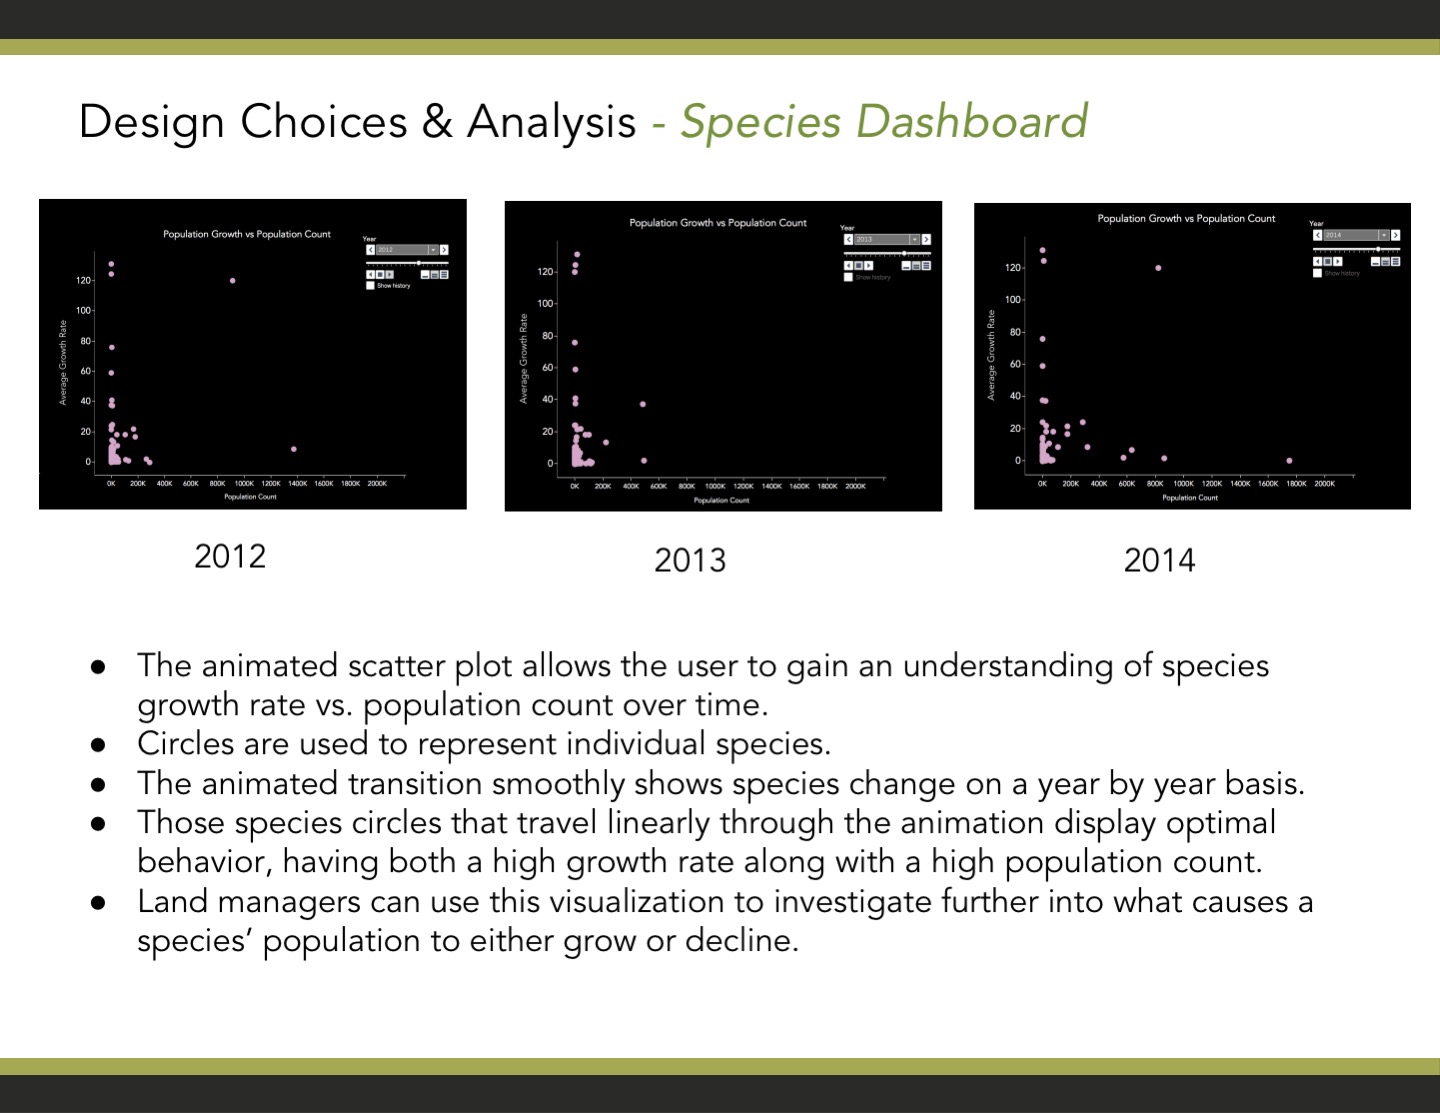 Design Choices & Analysis - Species Dashboard
Population Growth vs Population Count
Year
2012
Show history
Average Growth Rate
120
100
80
60
40
20
0
0K 200K 400K 600K 800K 1000K 1200K 1400K 1600K 1800K 2000K
Population Count
2012
Population Growth vs Population Count
Year
2013
Show history
Average Growth Rate
120
100
80
60
40
20
0
0K 200K 400K 600K 800K 1000K 1200K 1400K 1600K 1800K 2000K
Population Count
2013
Population Growth vs Population Count
Year
2014
Show history
Average Growth Rate
120
100
80
60
40
20
0
0K 200K 400K 600K 800K 1000K 1200K 1400K 1600K 1800K 2000K
Population Count
2014
● The animated scatter plot allows the user to gain an understanding of species
growth rate vs. population count over time.
● Circles are used to represent individual species.
● The animated transition smoothly shows species change on a year by year basis.
● Those species circles that travel linearly through the animation display optimal
behavior, having both a high growth rate along with a high population count.
● Land managers can use this visualization to investigate further into what causes a
species’ population to either grow or decline.